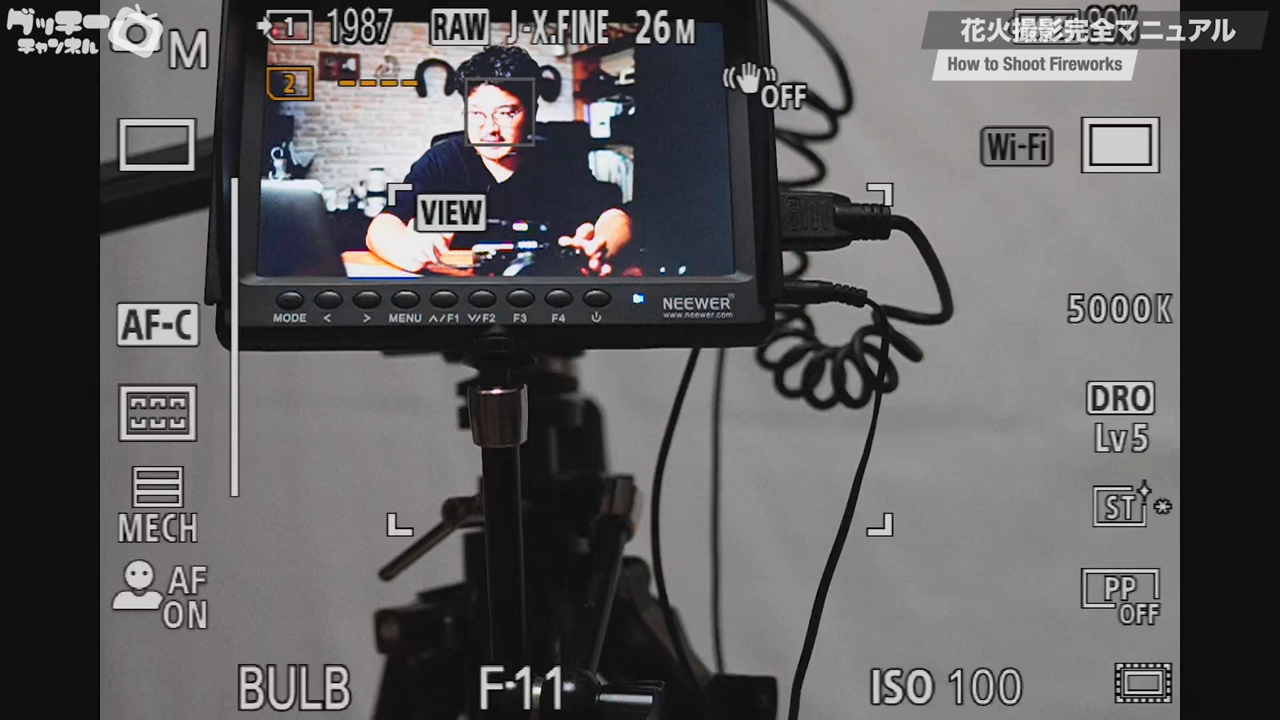 グッチー
チャンネル
M
1 1987 RAW J-X.FINE 26M
花火撮影完全マニュアル
How to Shoot Fireworks
2
OFF
Wi-Fi
VIEW
NEEWER
www.neewer.com
MODE < > MENU ∧/F1 ∨/F2 F3 F4
5000K
AF-C
DRO
Lv5
MECH
ST
AF
ON
PP
OFF
BULB F11 ISO 100